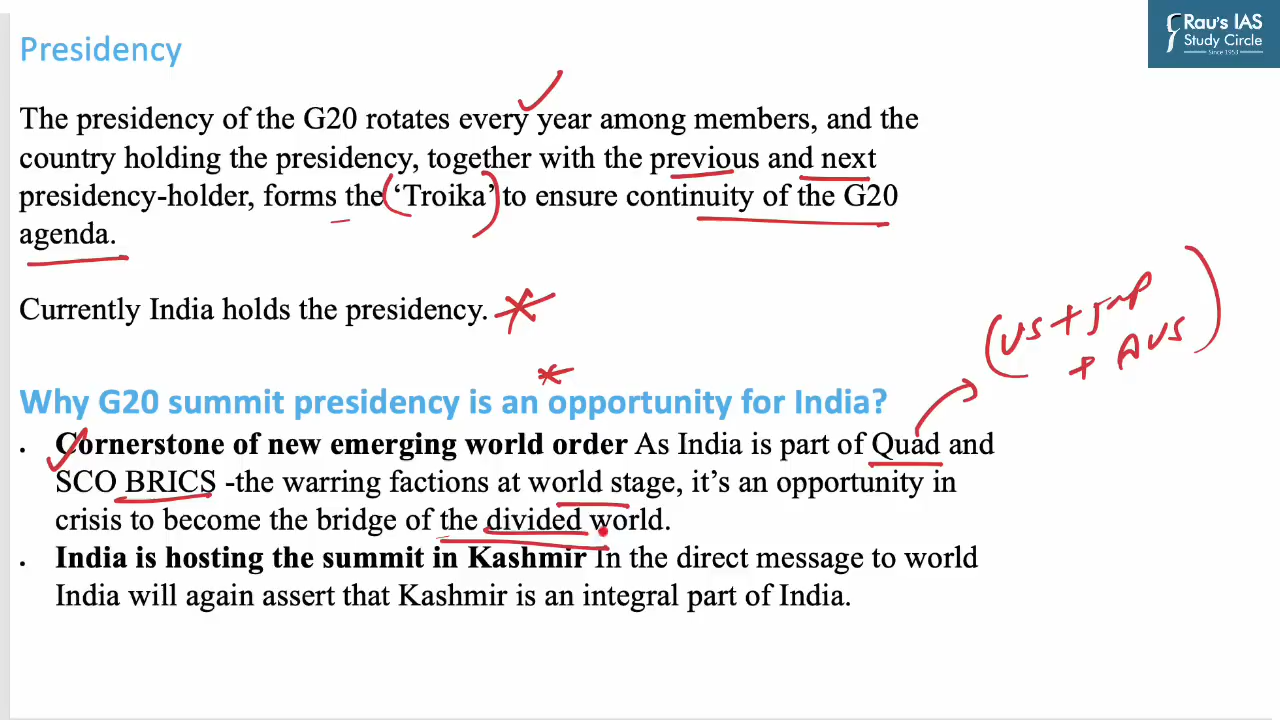 Rau's IAS
Study Circle
Since 1953
Presidency
The presidency of the G20 rotates every year among members, and the
country holding the presidency, together with the previous and next
presidency-holder, forms the ‘Troika’ to ensure continuity of the G20
agenda.
Currently India holds the presidency.
(US + Jap
+ AUS)
Why G20 summit presidency is an opportunity for India?
. Cornerstone of new emerging world order As India is part of Quad and
SCO BRICS -the warring factions at world stage, it’s an opportunity in
crisis to become the bridge of the divided world.
. India is hosting the summit in Kashmir In the direct message to world
India will again assert that Kashmir is an integral part of India.